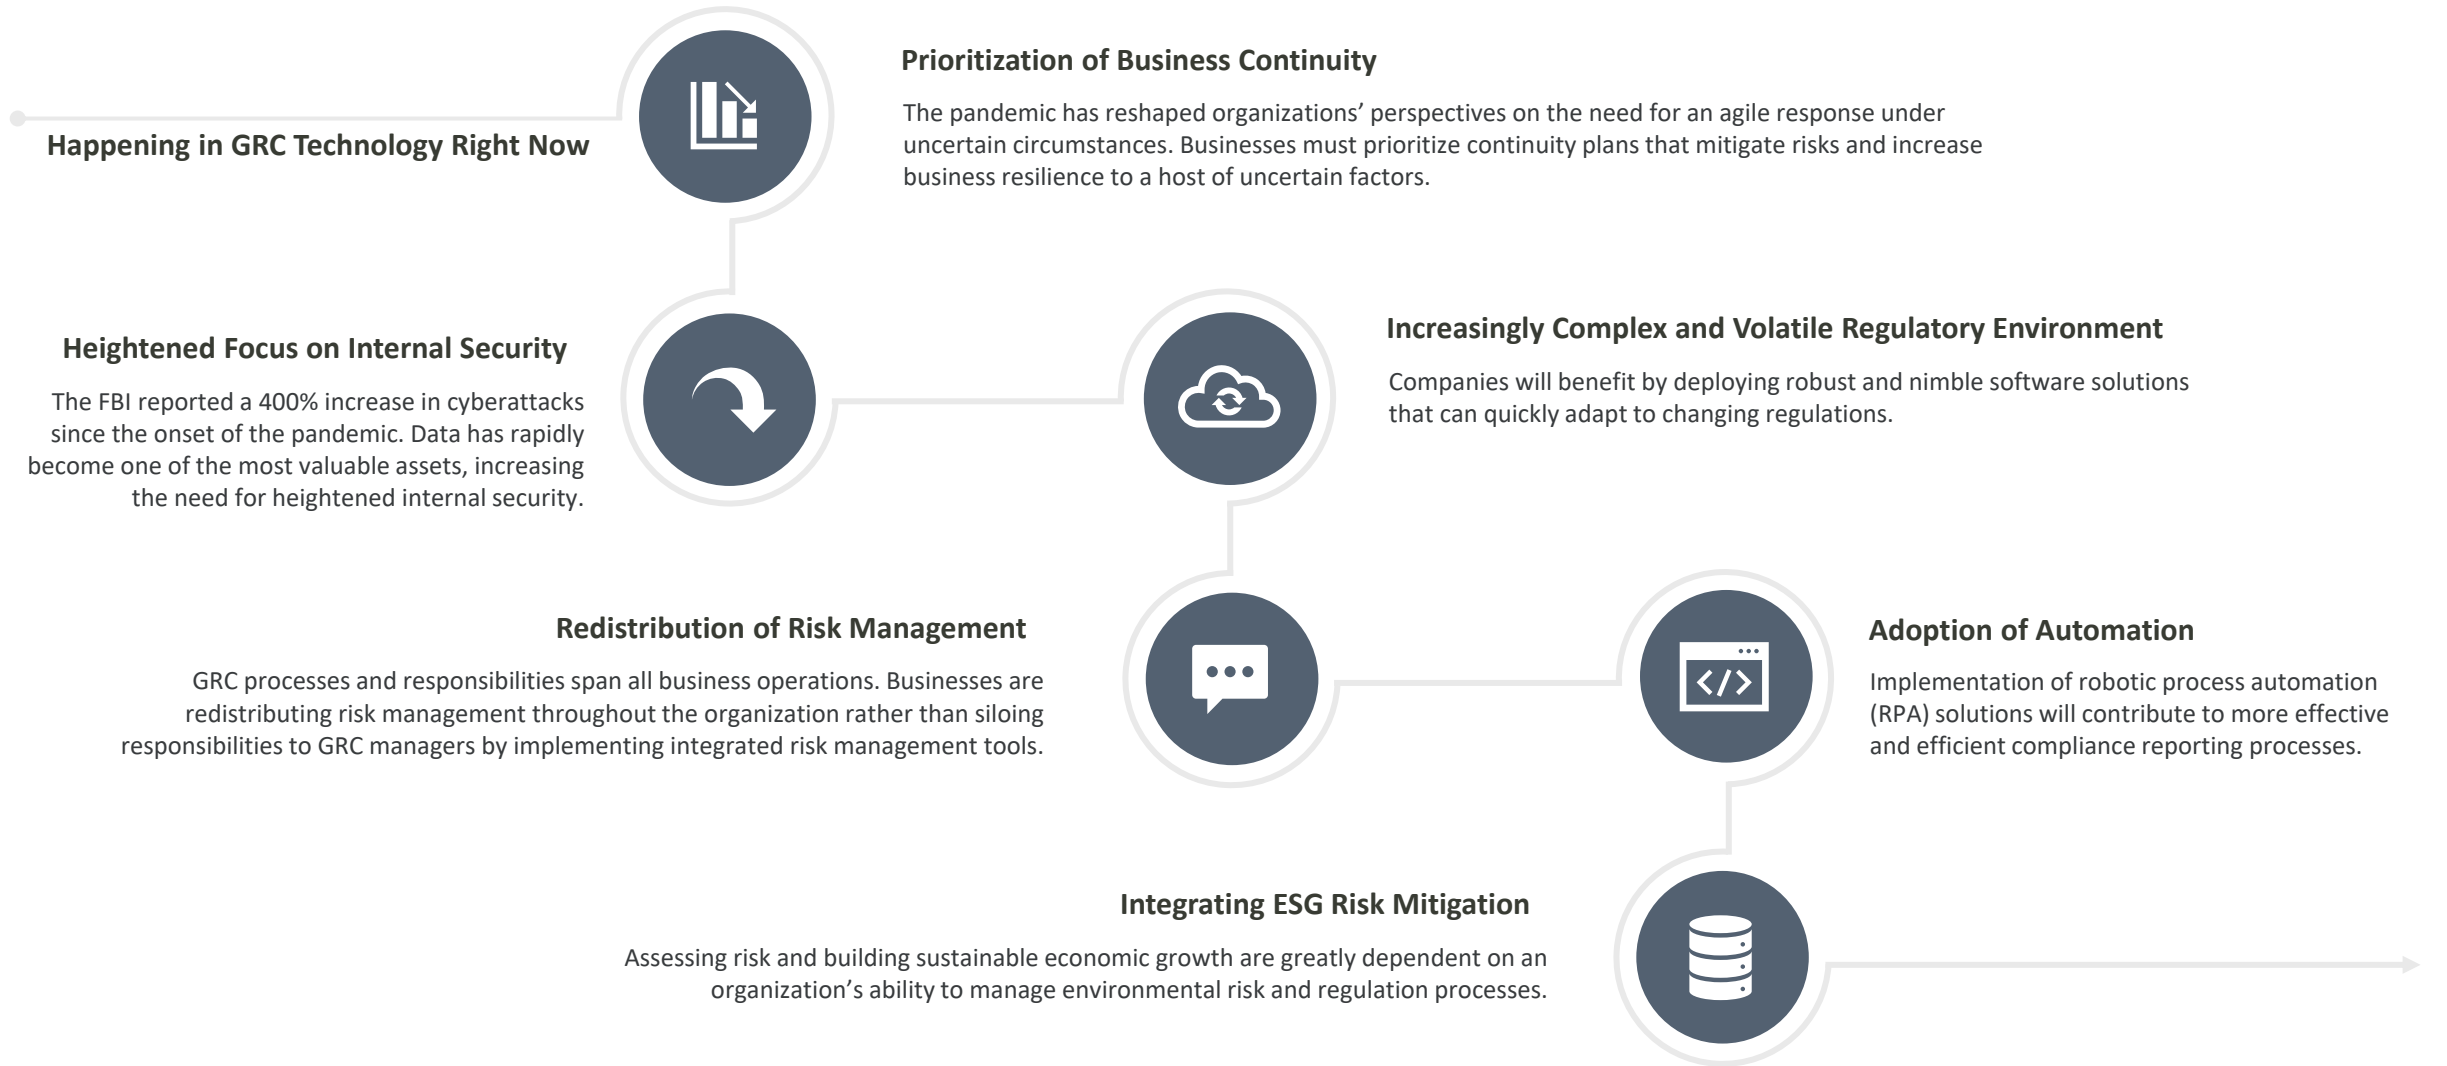 Happening in GRC Technology Right Now
Prioritization of Business Continuity
The pandemic has reshaped organizations’ perspectives on the need for an agile response under
uncertain circumstances. Businesses must prioritize continuity plans that mitigate risks and increase
business resilience to a host of uncertain factors.
Heightened Focus on Internal Security
The FBI reported a 400% increase in cyberattacks
since the onset of the pandemic. Data has rapidly
become one of the most valuable assets, increasing
the need for heightened internal security.
Increasingly Complex and Volatile Regulatory Environment
Companies will benefit by deploying robust and nimble software solutions
that can quickly adapt to changing regulations.
Redistribution of Risk Management
GRC processes and responsibilities span all business operations. Businesses are
redistributing risk management throughout the organization rather than siloing
responsibilities to GRC managers by implementing integrated risk management tools.
Adoption of Automation
Implementation of robotic process automation
(RPA) solutions will contribute to more effective
and efficient compliance reporting processes.
Integrating ESG Risk Mitigation
Assessing risk and building sustainable economic growth are greatly dependent on an
organization’s ability to manage environmental risk and regulation processes.